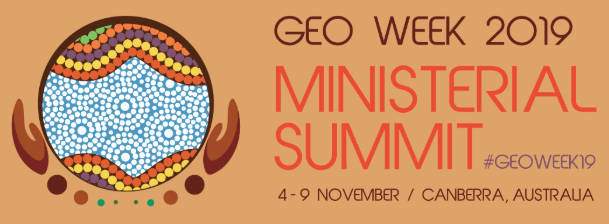 GEO WEEK 2019
MINISTERIAL
SUMMIT #GEOWEEK19
4-9 NOVEMBER / CANBERRA, AUSTRALIA